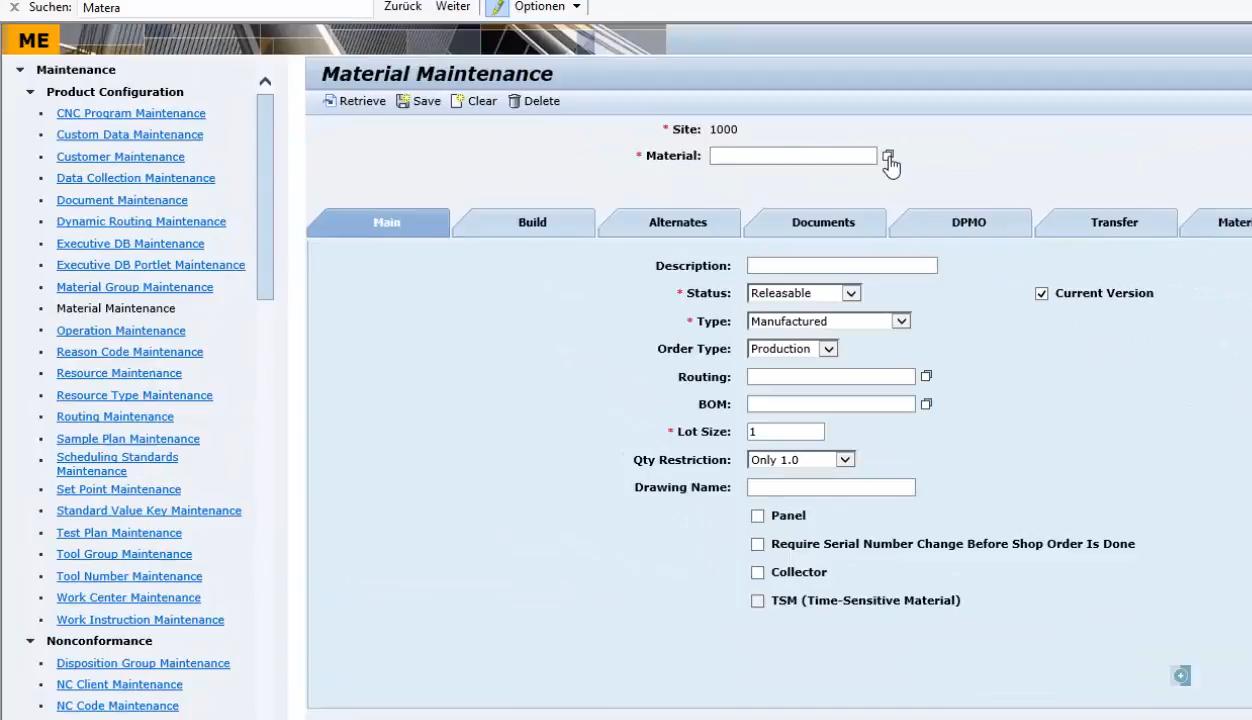 Suchen: Matera Zurück Weiter Optionen
ME
Maintenance
Product Configuration
CNC Program Maintenance
Custom Data Maintenance
Customer Maintenance
Data Collection Maintenance
Document Maintenance
Dynamic Routing Maintenance
Executive DB Maintenance
Executive DB Portlet Maintenance
Material Group Maintenance
Material Maintenance
Operation Maintenance
Reason Code Maintenance
Resource Maintenance
Resource Type Maintenance
Routing Maintenance
Sample Plan Maintenance
Scheduling Standards
Maintenance
Set Point Maintenance
Standard Value Key Maintenance
Test Plan Maintenance
Tool Group Maintenance
Tool Number Maintenance
Work Center Maintenance
Work Instruction Maintenance
Nonconformance
Disposition Group Maintenance
NC Client Maintenance
NC Code Maintenance
Material Maintenance
Retrieve Save Clear Delete
* Site: 1000
* Material:
Main Build Alternates Documents DPMO Transfer Mater
Description:
* Status: Releasable Current Version
* Type: Manufactured
Order Type: Production
Routing:
BOM:
* Lot Size: 1
Qty Restriction: Only 1.0
Drawing Name:
Panel
Require Serial Number Change Before Shop Order Is Done
Collector
TSM (Time-Sensitive Material)